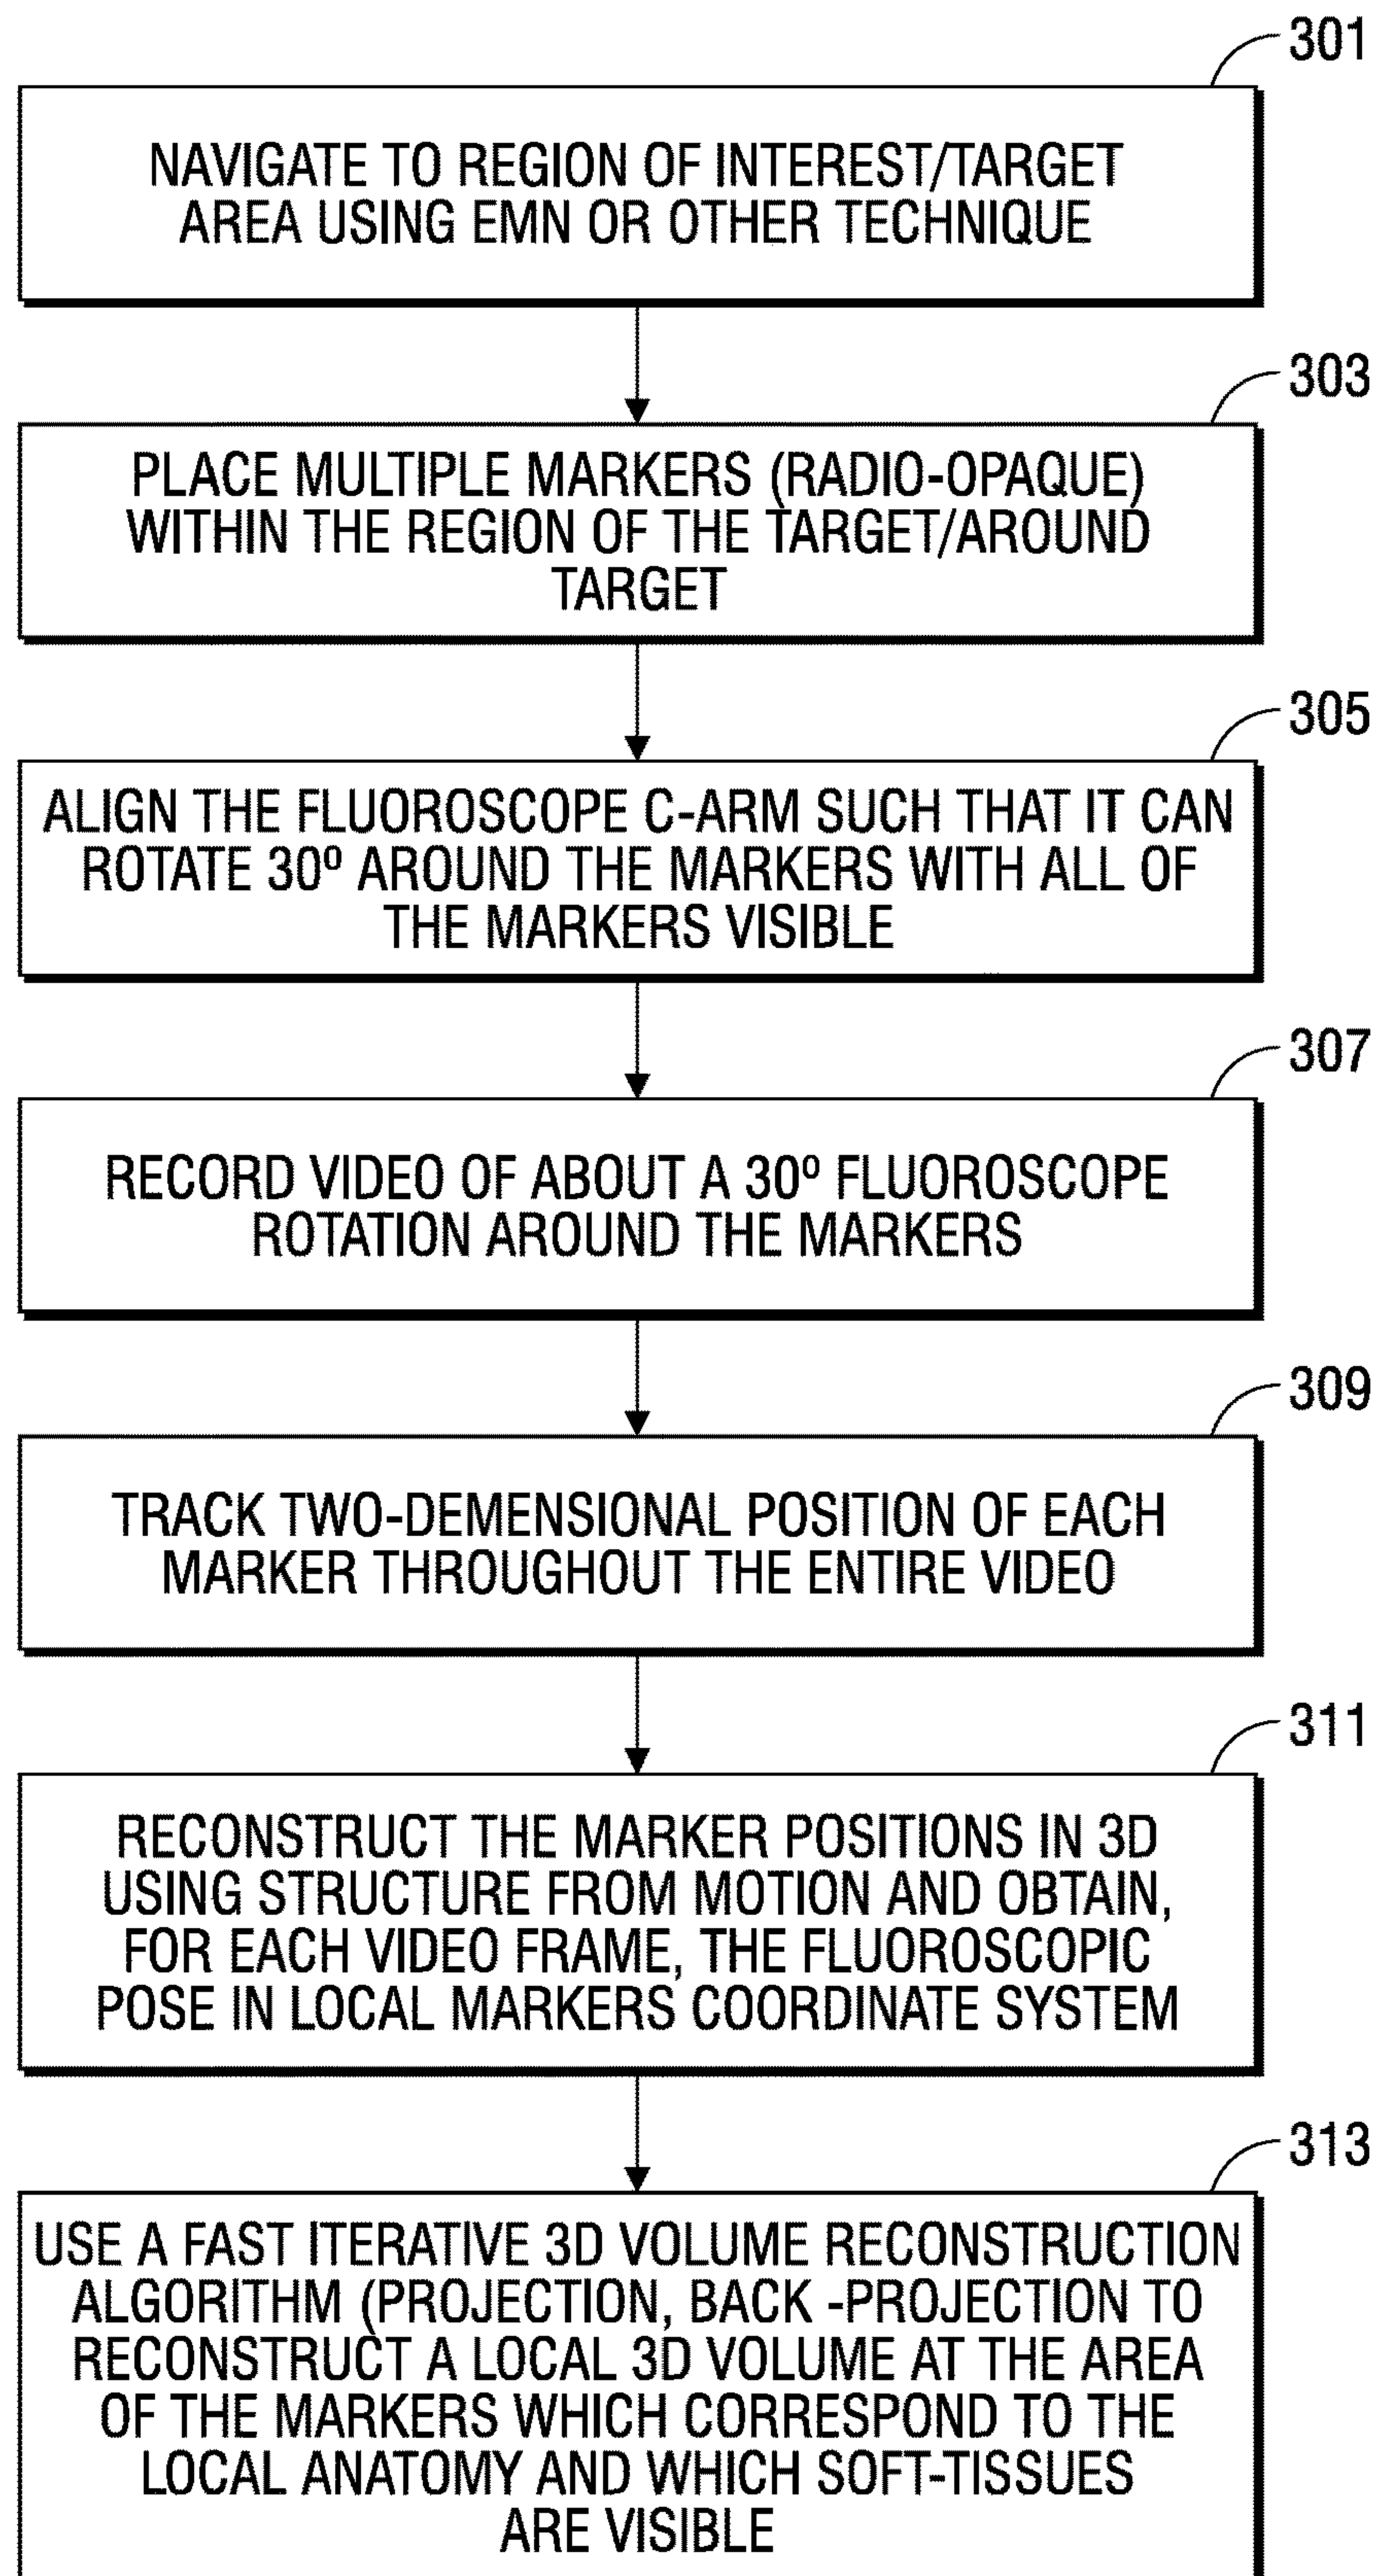 301
NAVIGATE TO REGION OF INTEREST/TARGET
AREA USING EMN OR OTHER TECHNIQUE
303
PLACE MULTIPLE MARKERS (RADIO-OPAQUE)
WITHIN THE REGION OF THE TARGET/AROUND
TARGET
305
ALIGN THE FLUOROSCOPE C-ARM SUCH THAT IT CAN
ROTATE 30º AROUND THE MARKERS WITH ALL OF
THE MARKERS VISIBLE
307
RECORD VIDEO OF ABOUT A 30º FLUOROSCOPE
ROTATION AROUND THE MARKERS
309
TRACK TWO-DEMENSIONAL POSITION OF EACH
MARKER THROUGHOUT THE ENTIRE VIDEO
311
RECONSTRUCT THE MARKER POSITIONS IN 3D
USING STRUCTURE FROM MOTION AND OBTAIN,
FOR EACH VIDEO FRAME, THE FLUOROSCOPIC
POSE IN LOCAL MARKERS COORDINATE SYSTEM
313
USE A FAST ITERATIVE 3D VOLUME RECONSTRUCTION
ALGORITHM (PROJECTION, BACK -PROJECTION TO
RECONSTRUCT A LOCAL 3D VOLUME AT THE AREA
OF THE MARKERS WHICH CORRESPOND TO THE
LOCAL ANATOMY AND WHICH SOFT-TISSUES
ARE VISIBLE